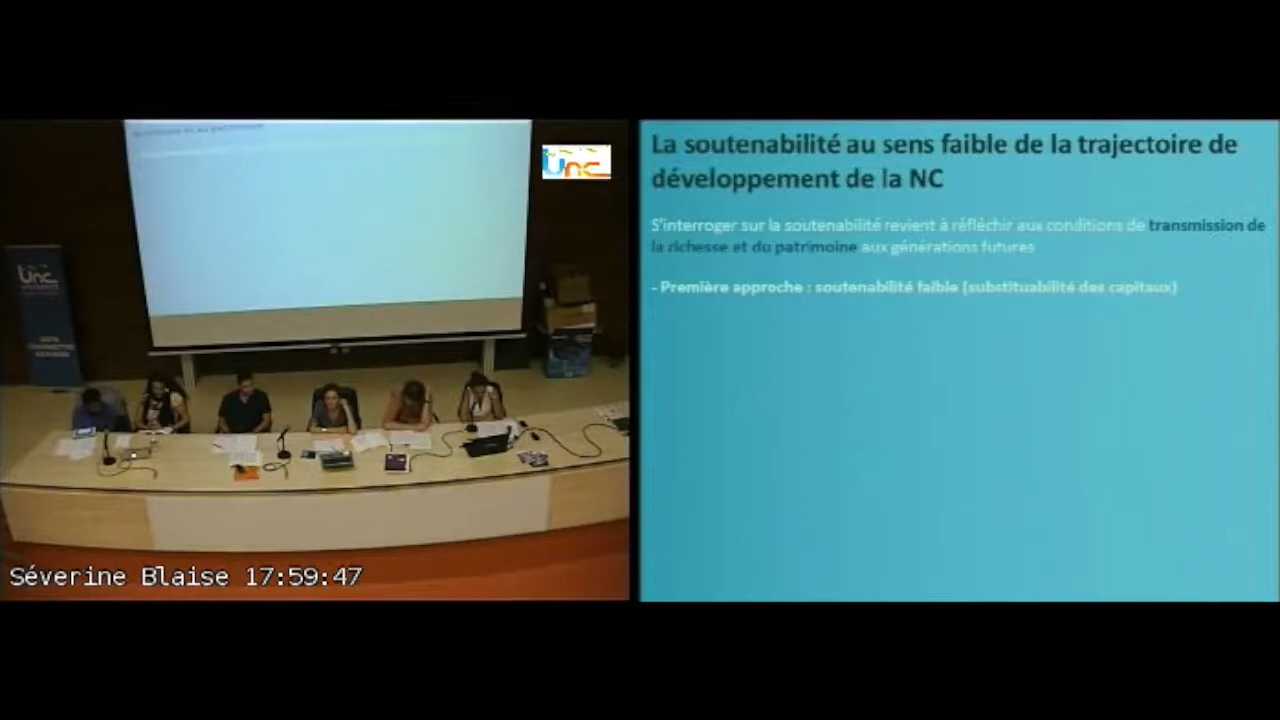 Unc
Unc
La soutenabilité au sens faible de la trajectoire de
développement de la NC
S'interroger sur la soutenabilité revient à réfléchir aux conditions de transmission de
la richesse et du patrimoine aux générations futures
- Première approche : soutenabilité faible (substituabilité des capitaux)
Séverine Blaise 17:59:47